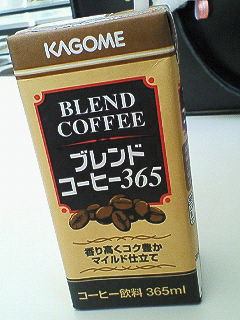 KAGOME
BLEND
COFFEE
ブレンド
コーヒー365
香り高くコク豊か
マイルド仕立て
コーヒー飲料 365ml